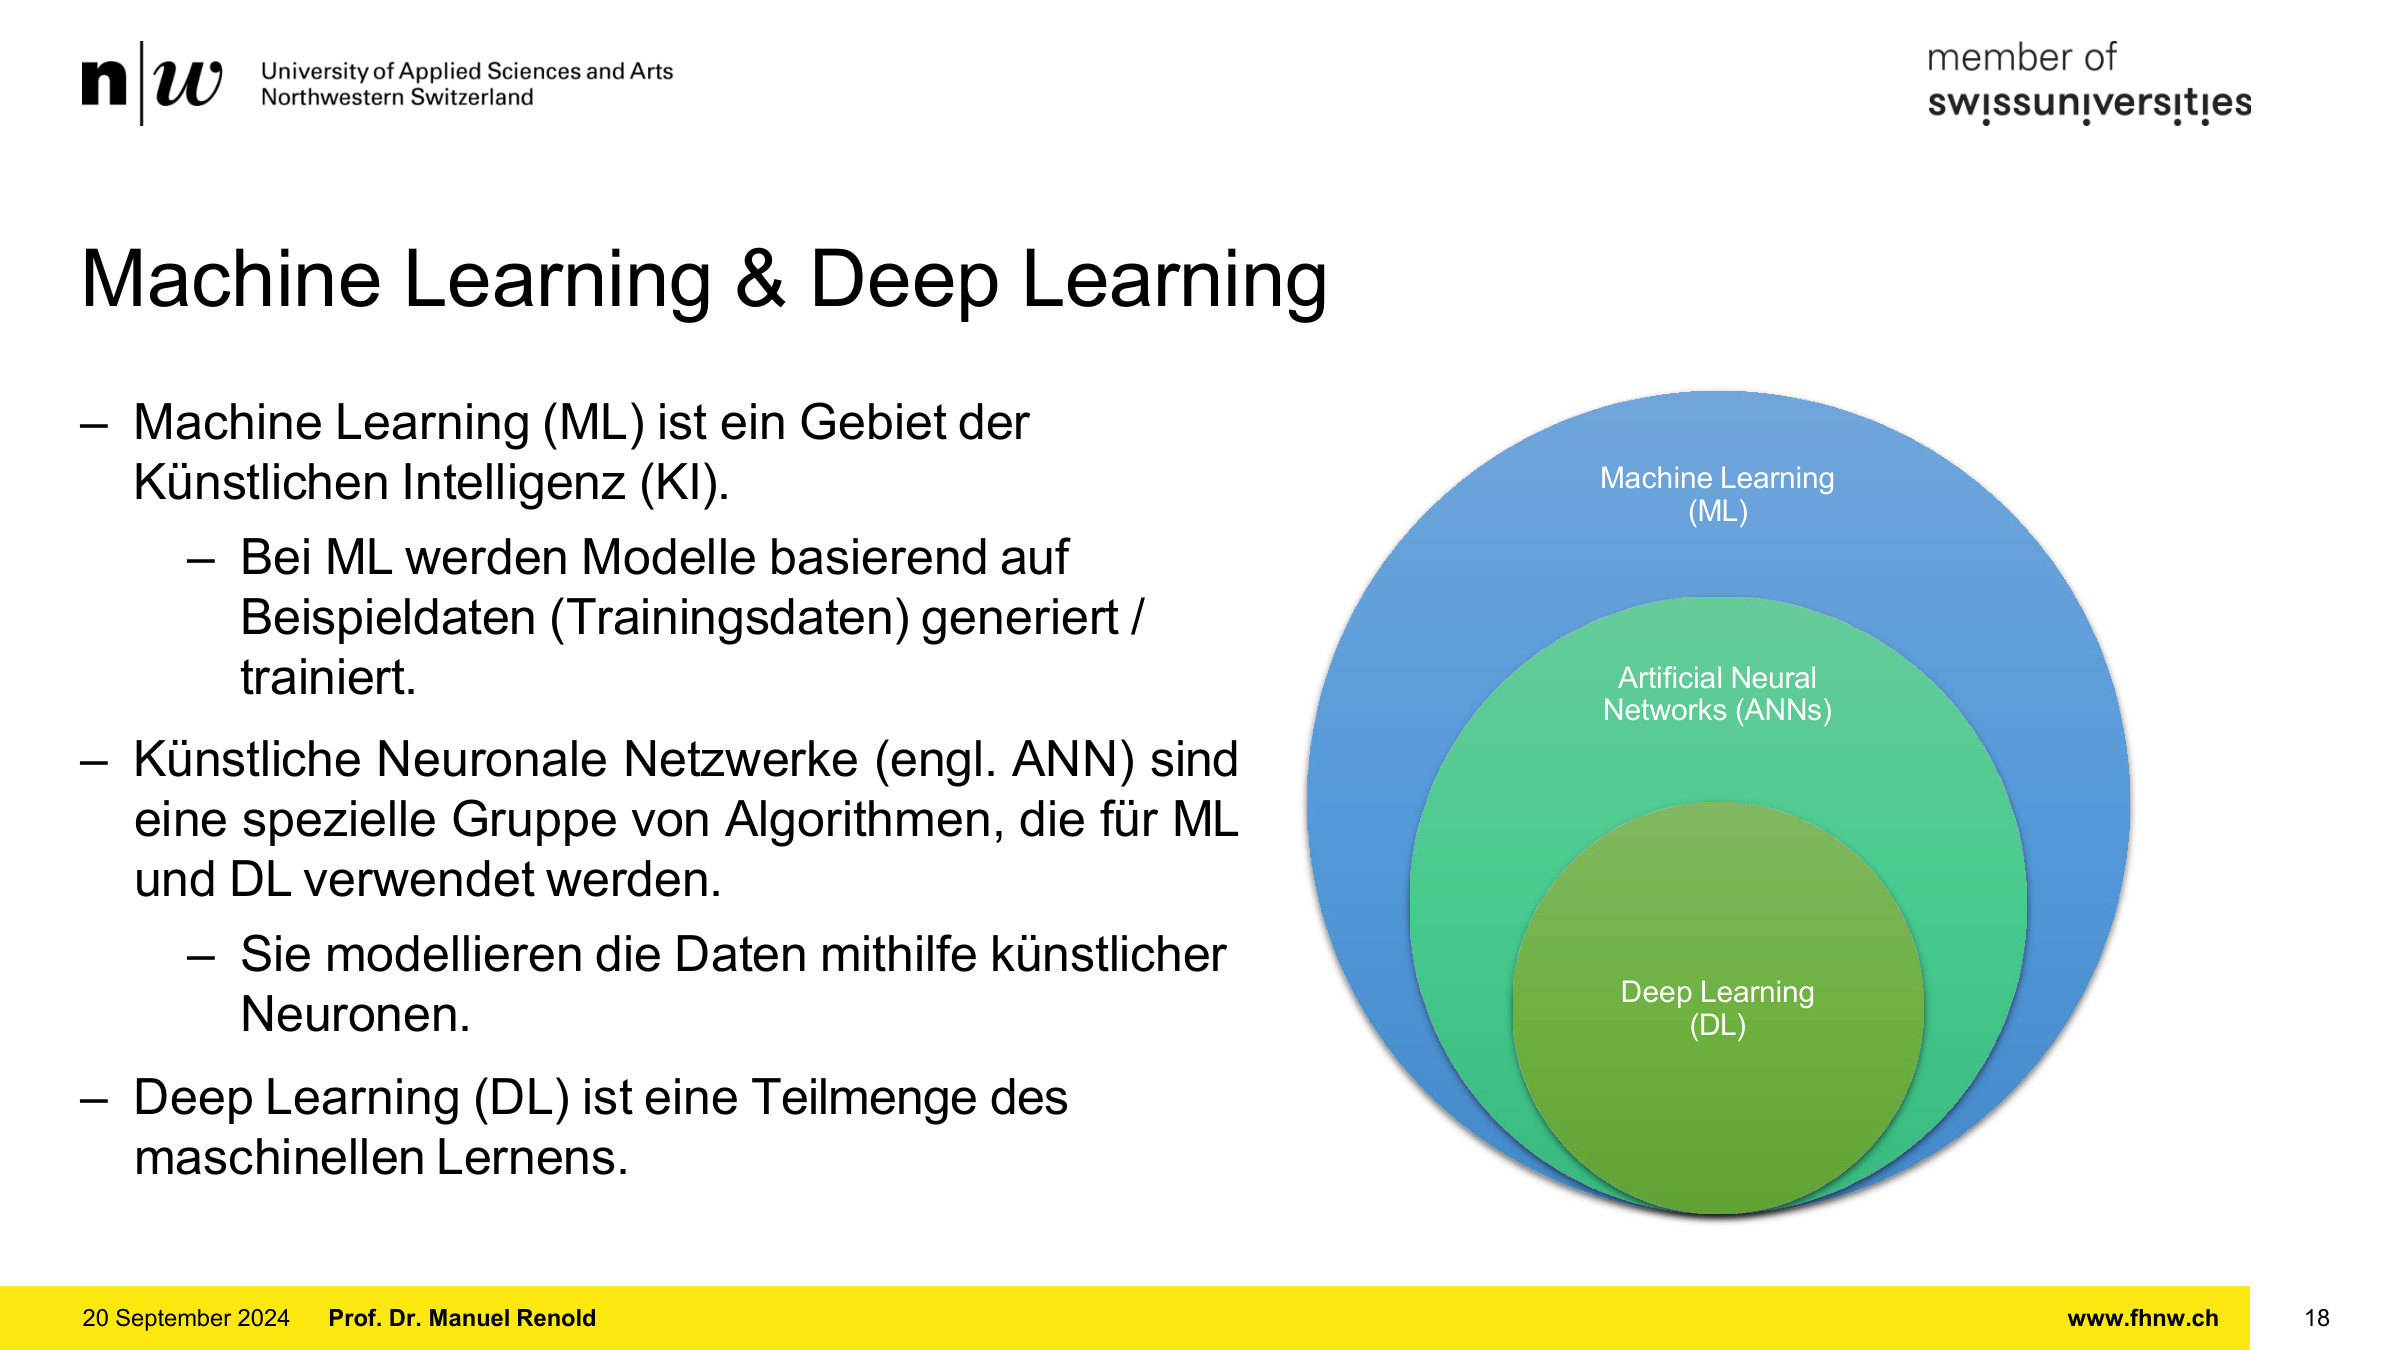 n|w University of Applied Sciences and Arts
Northwestern Switzerland
member of
swissuniversities
Machine Learning & Deep Learning
– Machine Learning (ML) ist ein Gebiet der
Künstlichen Intelligenz (KI).
– Bei ML werden Modelle basierend auf
Beispieldaten (Trainingsdaten) generiert /
trainiert.
– Künstliche Neuronale Netzwerke (engl. ANN) sind
eine spezielle Gruppe von Algorithmen, die für ML
und DL verwendet werden.
– Sie modellieren die Daten mithilfe künstlicher
Neuronen.
– Deep Learning (DL) ist eine Teilmenge des
maschinellen Lernens.
Machine Learning
(ML)
Artificial Neural
Networks (ANNs)
Deep Learning
(DL)
20 September 2024 Prof. Dr. Manuel Renold www.fhnw.ch 18